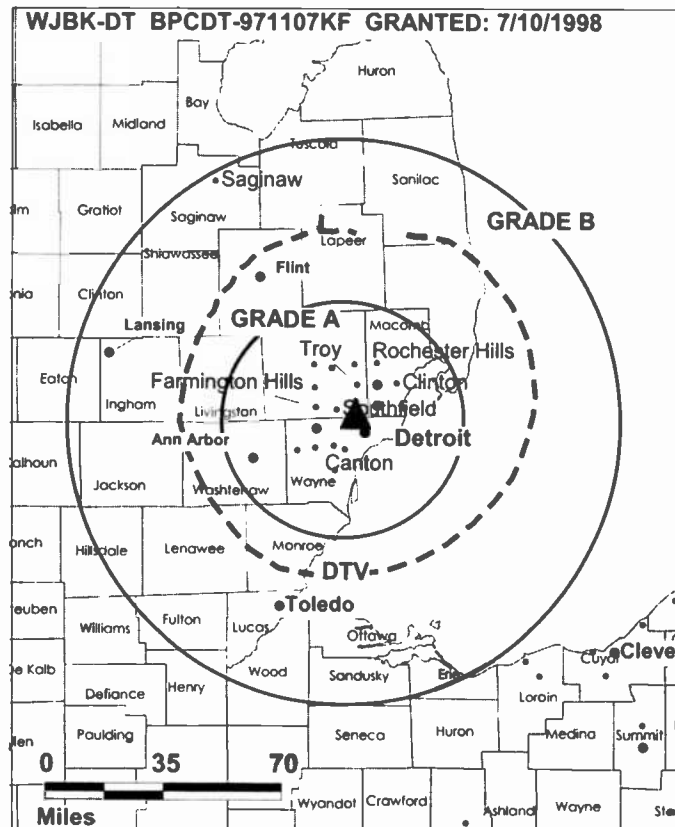 WJBK-DT BPCDT-971107KF GRANTED: 7/10/1998
Huron
Bay
Isabella
Midland
Tuscola
Saginaw
Sanilac
Gratiot
Saginaw
GRADE B
Lapeer
Shiawassee
Flint
Clinton
GRADE A
Macomb
Lansing
Troy
Rochester Hills
Eaton
Farmington Hills
Clinton
Ingham
Livingston
Southfield
Ann Arbor
Detroit
Canton
Jackson
Wayne
Washtenaw
Hillsdale
Lenawee
Monroe
DTV
Toledo
Williams
Fulton
Lucas
Ottawa
Cleve
Cuya
Wood
Sandusky
Erie
Henry
Defiance
Lorain
Paulding
Seneca
Huron
Medina
Summit
0 35 70
Miles
Wyandot
Crawford
Ashland
Wayne